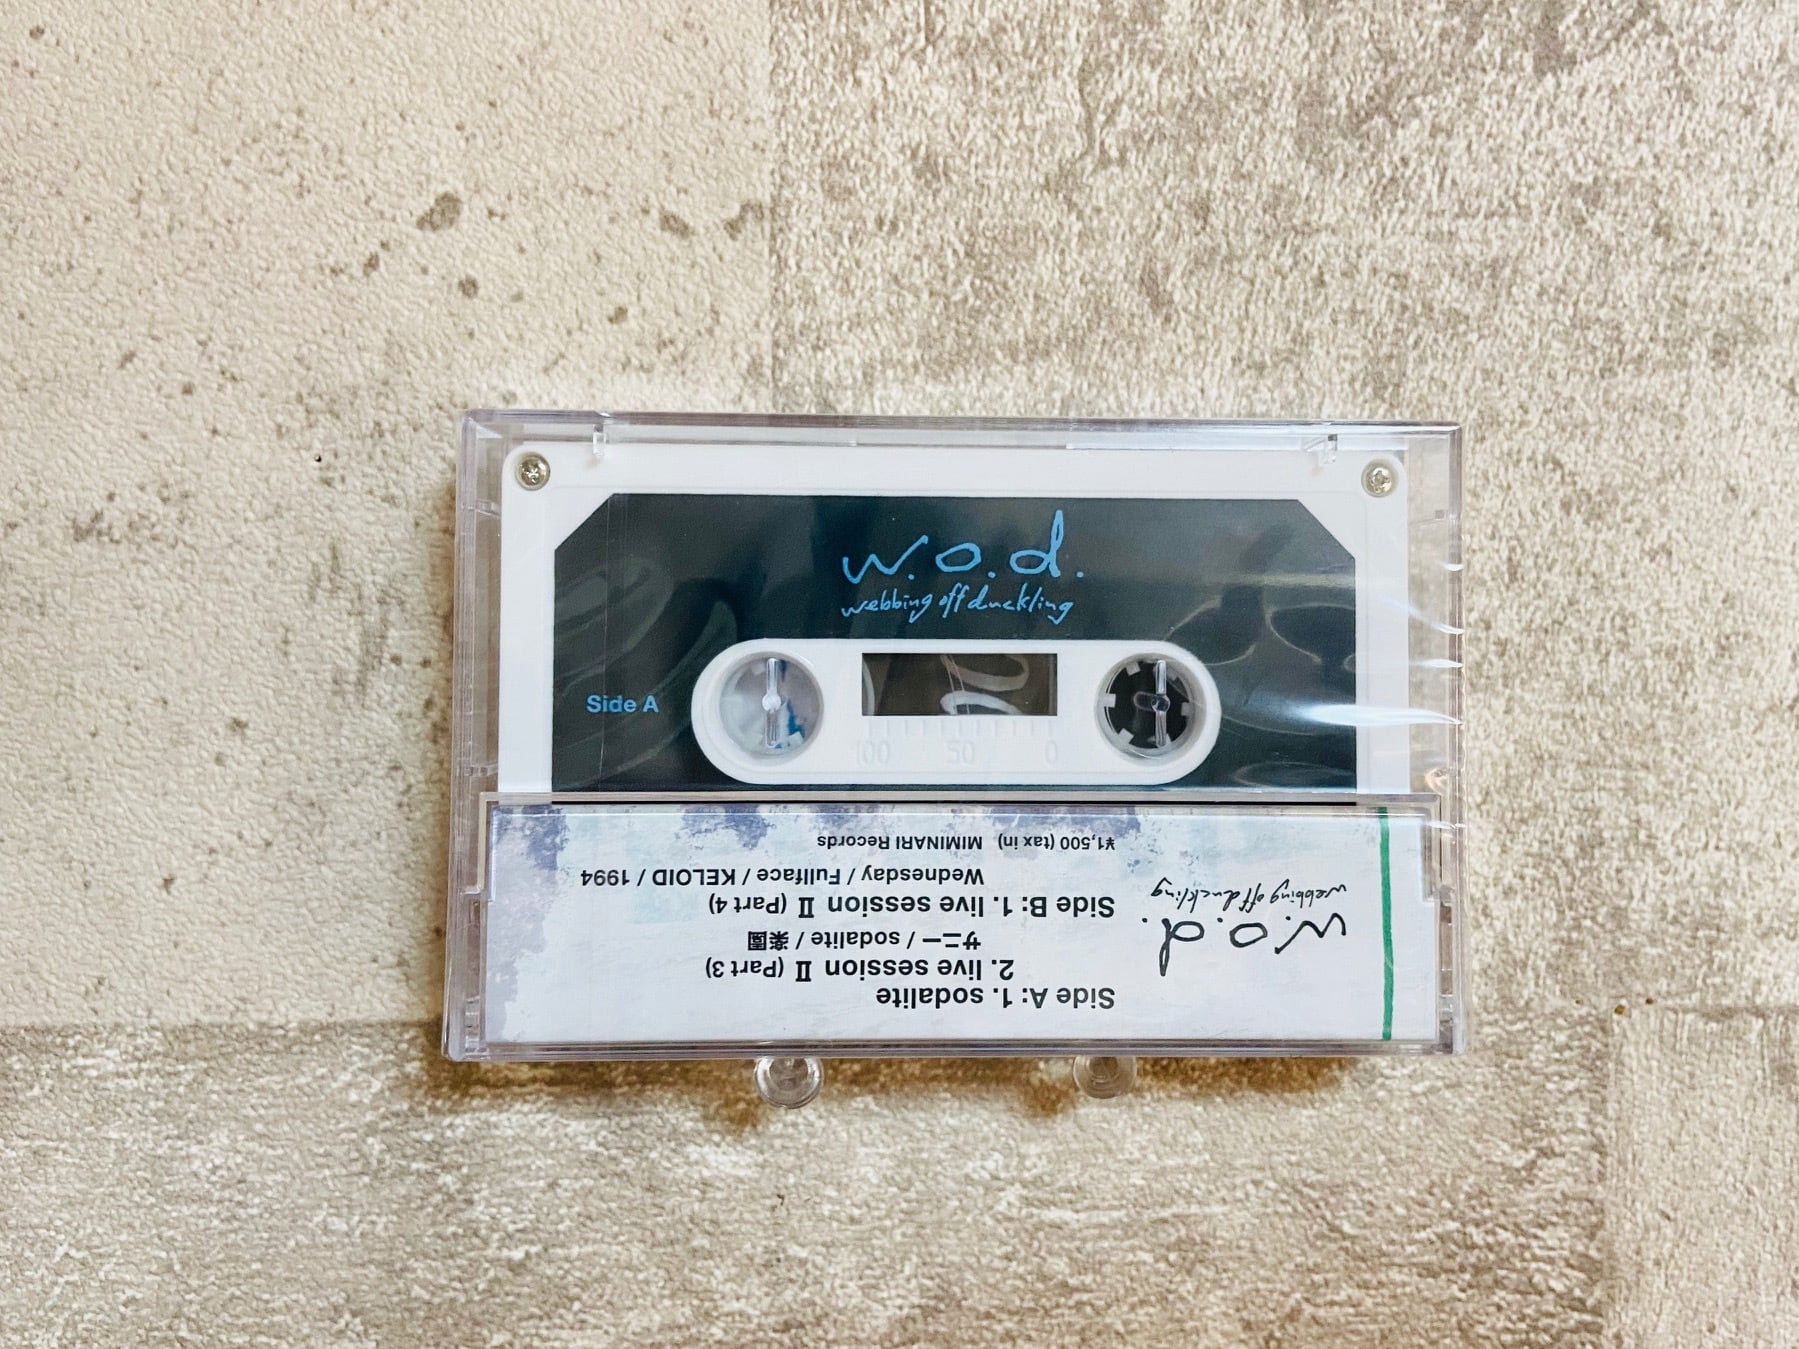 w.o.d.
webbing off duckling
Side A
100 50 0
w.o.d.
webbing off duckling
Side A: 1. sodalite
2. live session Ⅱ (Part 3)
サニー / sodalite / 楽園
Side B: 1. live session Ⅱ (Part 4)
Wednesday / Fullface / KELOID / 1994
¥1,500 (tax in) MIMINARI Records